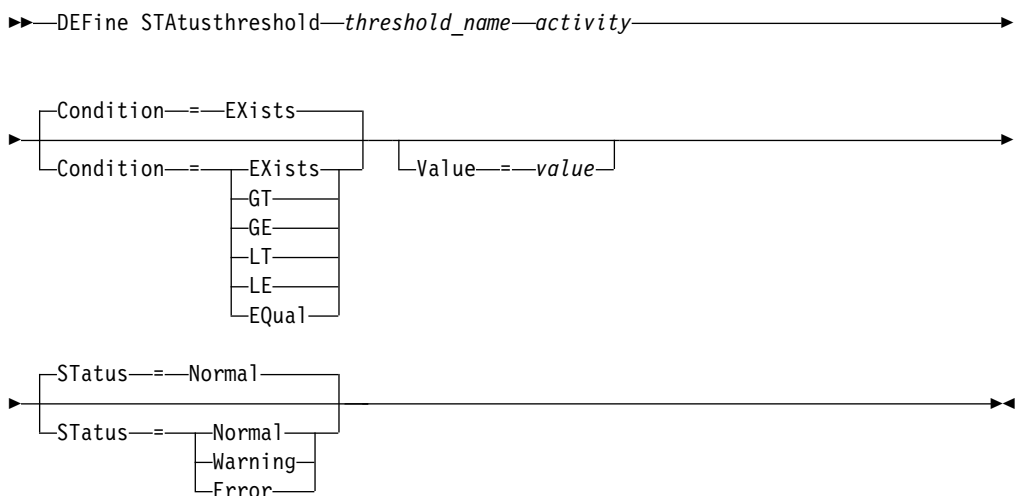 DEFine STAtusthreshold threshold_name activity
Condition = EXists
Condition = EXists
Value = value
GT
GE
LT
LE
EQual
STatus = Normal
STatus = Normal
Warning
Error